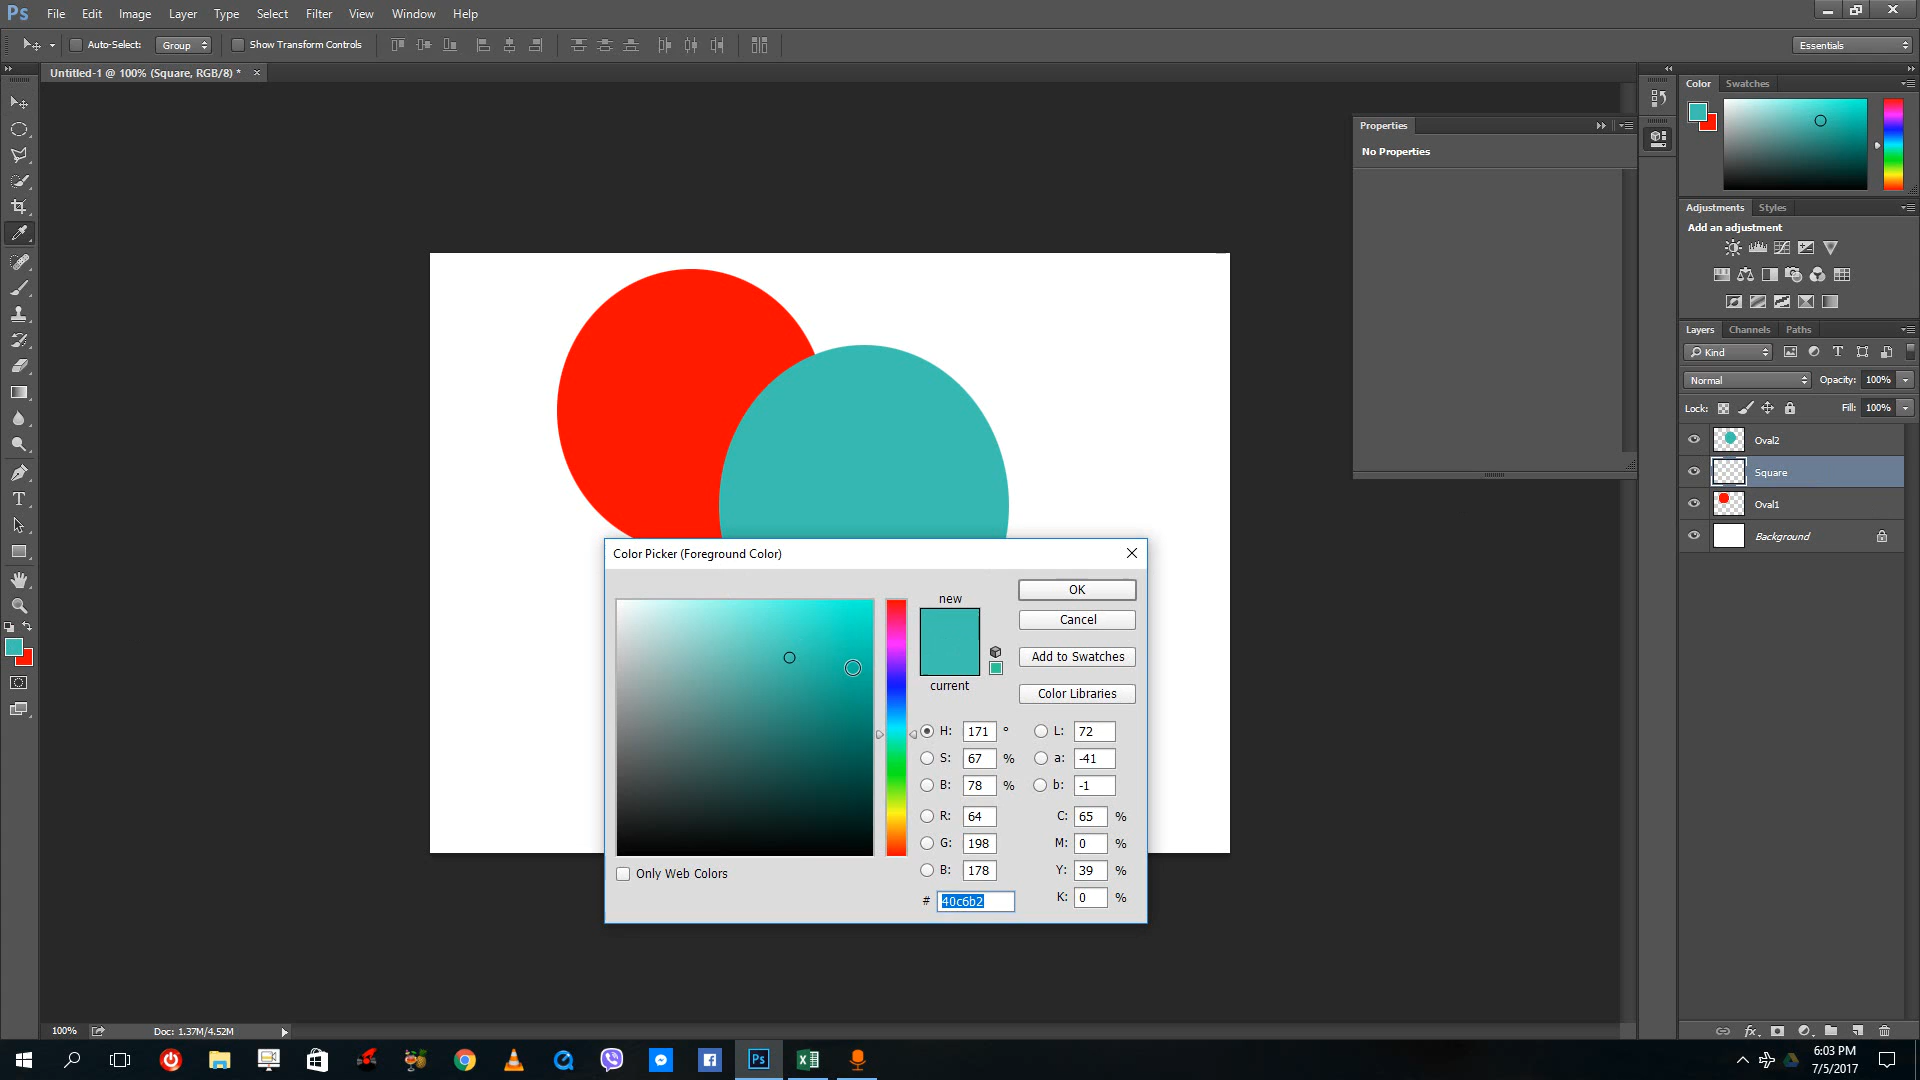 Ps File Edit Image Layer Type Select Filter View Window Help
Auto-Select: Group Show Transform Controls Essentials
Untitled-1 @ 100% (Square, RGB/8) * ×
Color Swatches
Properties
No Properties
Adjustments Styles
Add an adjustment
Layers Channels Paths
Kind
Normal Opacity: 100%
Lock: Fill: 100%
Oval2
Square
Oval1
Background
Color Picker (Foreground Color)
new
current
OK
Cancel
Add to Swatches
Color Libraries
H: 171 ° L: 72
S: 67 % a: -41
B: 78 % b: -1
R: 64 C: 65 %
G: 198 M: 0 %
B: 178 Y: 39 %
# 40c6b2 K: 0 %
Only Web Colors
100% Doc: 1.37M/4.52M
fx
Ps
6:03 PM
7/5/2017